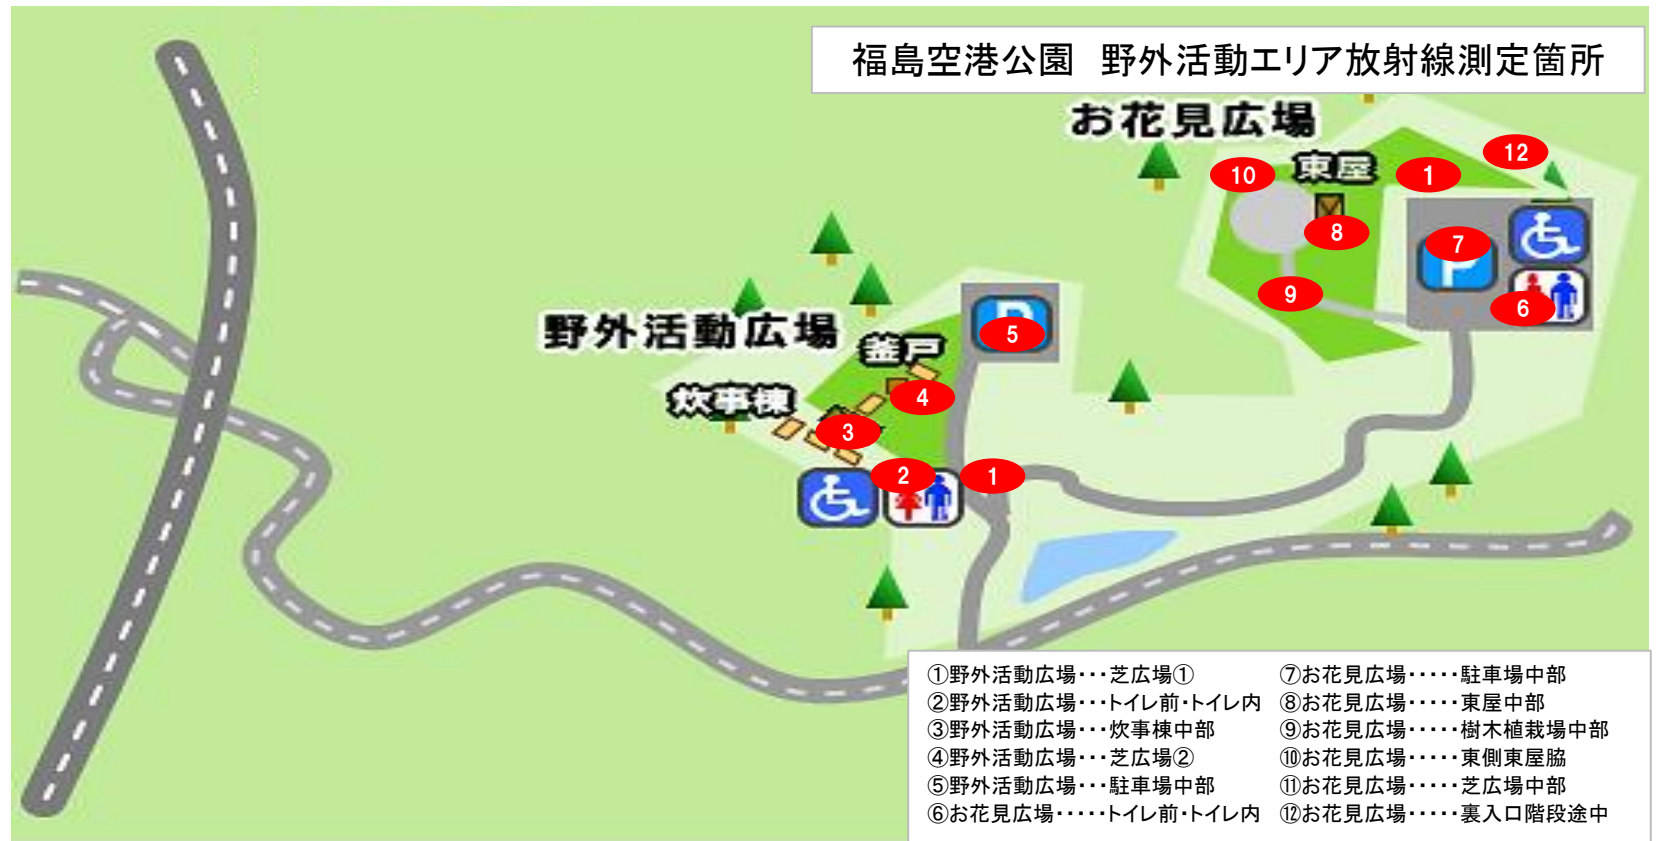 福島空港公園　野外活動エリア放射線測定箇所
お花見広場
12
東屋
10
1
8
7
P
9
6
野外活動広場
P
5
釜戸
炊事棟
4
3
2
1
①野外活動広場･･･芝広場①
②野外活動広場･･･トイレ前･トイレ内
③野外活動広場･･･炊事棟中部
④野外活動広場･･･芝広場②
⑤野外活動広場･･･駐車場中部
⑥お花見広場･････トイレ前･トイレ内
⑦お花見広場･････駐車場中部
⑧お花見広場･････東屋中部
⑨お花見広場･････樹木植栽場中部
⑩お花見広場･････東側東屋脇
⑪お花見広場･････芝広場中部
⑫お花見広場･････裏入口階段途中